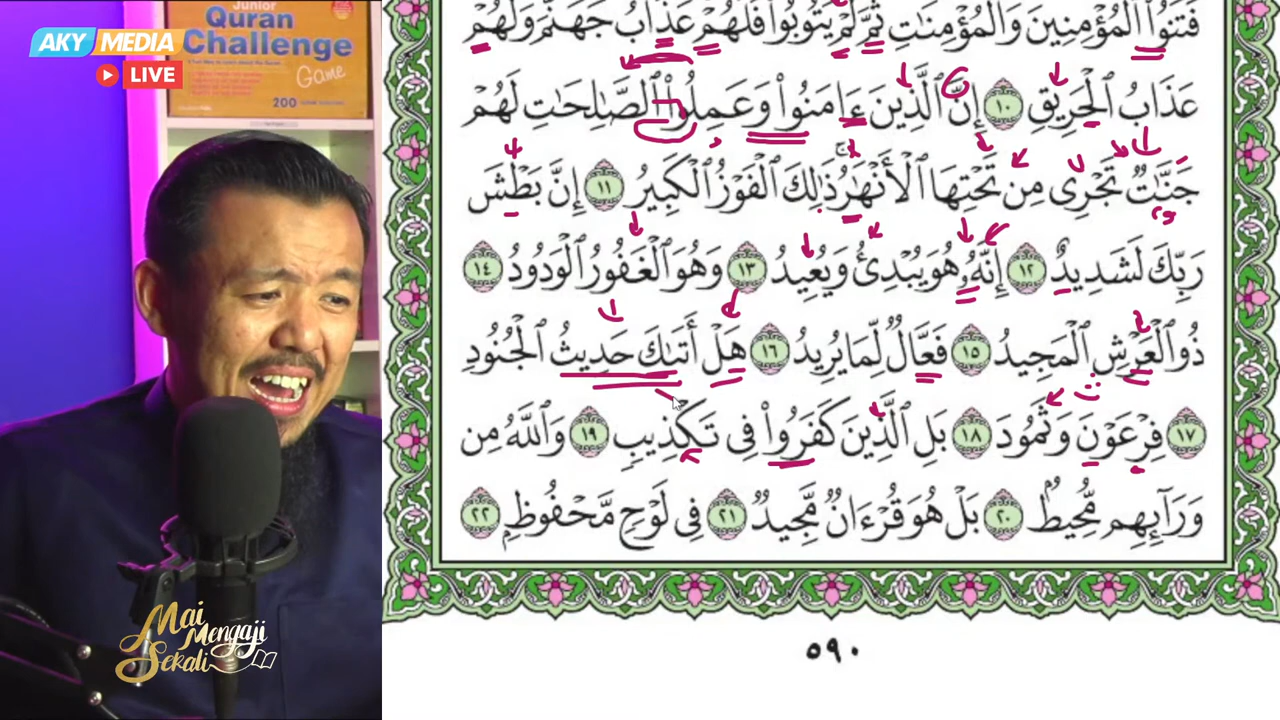 AKY MEDIA
LIVE
Junior
Quran
Challenge
Game
200
Mai
Mengaji
Sekali
فَتَنُوا۟ ٱلْمُؤْمِنِينَ وَٱلْمُؤْمِنَـٰتِ ثُمَّ لَمْ يَتُوبُوا۟ فَلَهُمْ عَذَابُ جَهَنَّمَ وَلَهُمْ
عَذَابُ ٱلْحَرِيقِ ١٠ إِنَّ ٱلَّذِينَ ءَامَنُوا۟ وَعَمِلُوا۟ ٱلصَّـٰلِحَـٰتِ لَهُمْ
جَنَّـٰتٌ تَجْرِى مِن تَحْتِهَا ٱلْأَنْهَـٰرُ ۚ ذَٰلِكَ ٱلْفَوْزُ ٱلْكَبِيرُ ١١ إِنَّ بَطْشَ
رَبِّكَ لَشَدِيدٌ ١٢ إِنَّهُۥ هُوَ يُبْدِئُ وَيُعِيدُ ١٣ وَهُوَ ٱلْغَفُورُ ٱلْوَدُودُ ١٤
ذُو ٱلْعَرْشِ ٱلْمَجِيدُ ١٥ فَعَّالٌ لِّمَا يُرِيدُ ١٦ هَلْ أَتَىٰكَ حَدِيثُ ٱلْجُنُودِ
١٧ فِرْعَوْنَ وَثَمُودَ ١٨ بَلِ ٱلَّذِينَ كَفَرُوا۟ فِى تَكْذِيبٍ ١٩ وَٱللَّهُ مِن
وَرَآئِهِم مُّحِيطٌۢ ٢٠ بَلْ هُوَ قُرْءَانٌ مَّجِيدٌ ٢١ فِى لَوْحٍ مَّحْفُوظٍۭ ٢٢
٥٩٠